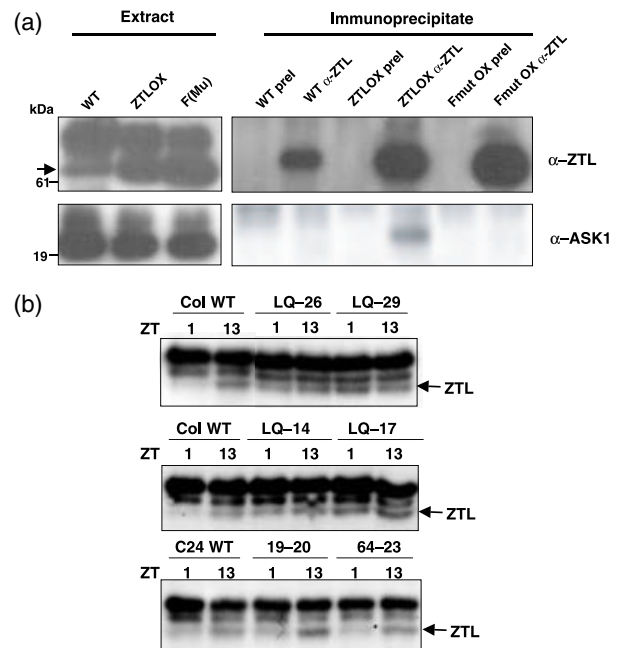 (a)
Extract
Immunoprecipitate
WT
ZTLOX
F(Mu)
WT preI
WT α-ZTL
ZTLOX preI
ZTLOX α-ZTL
Fmut OX preI
Fmut OX α-ZTL
kDa
61
α–ZTL
19
α–ASK1
(b)
Col WT LQ–26 LQ–29
ZT 1 13 1 13 1 13
ZTL
Col WT LQ–14 LQ–17
ZT 1 13 1 13 1 13
ZTL
C24 WT 19–20 64–23
ZT 1 13 1 13 1 13
ZTL